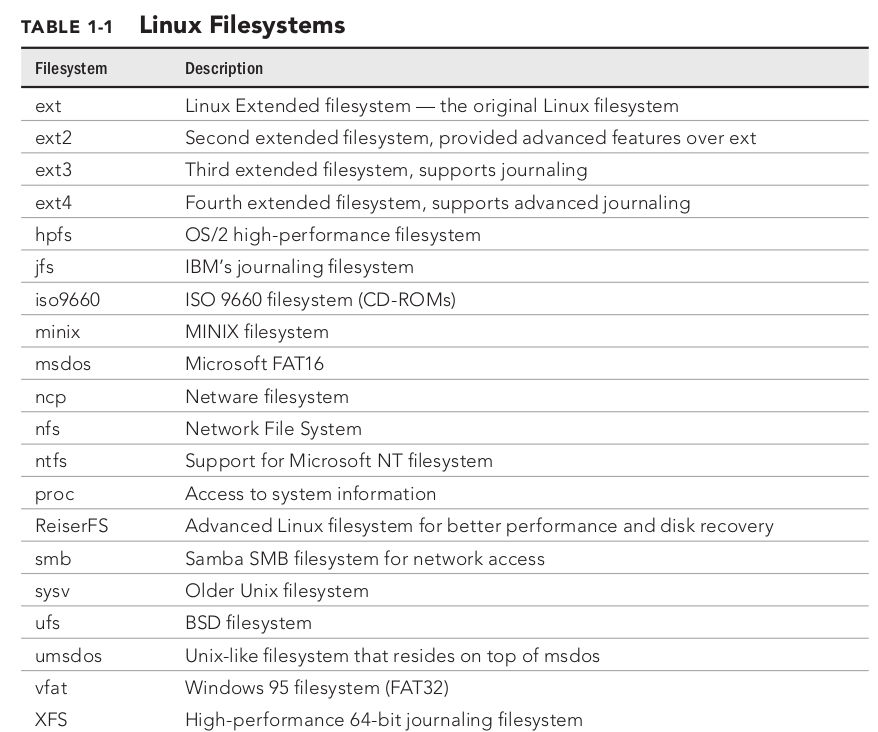 TABLE 1-1 Linux Filesystems
Filesystem Description
ext Linux Extended filesystem — the original Linux filesystem
ext2 Second extended filesystem, provided advanced features over ext
ext3 Third extended filesystem, supports journaling
ext4 Fourth extended filesystem, supports advanced journaling
hpfs OS/2 high-performance filesystem
jfs IBM’s journaling filesystem
iso9660 ISO 9660 filesystem (CD-ROMs)
minix MINIX filesystem
msdos Microsoft FAT16
ncp Netware filesystem
nfs Network File System
ntfs Support for Microsoft NT filesystem
proc Access to system information
ReiserFS Advanced Linux filesystem for better performance and disk recovery
smb Samba SMB filesystem for network access
sysv Older Unix filesystem
ufs BSD filesystem
umsdos Unix-like filesystem that resides on top of msdos
vfat Windows 95 filesystem (FAT32)
XFS High-performance 64-bit journaling filesystem